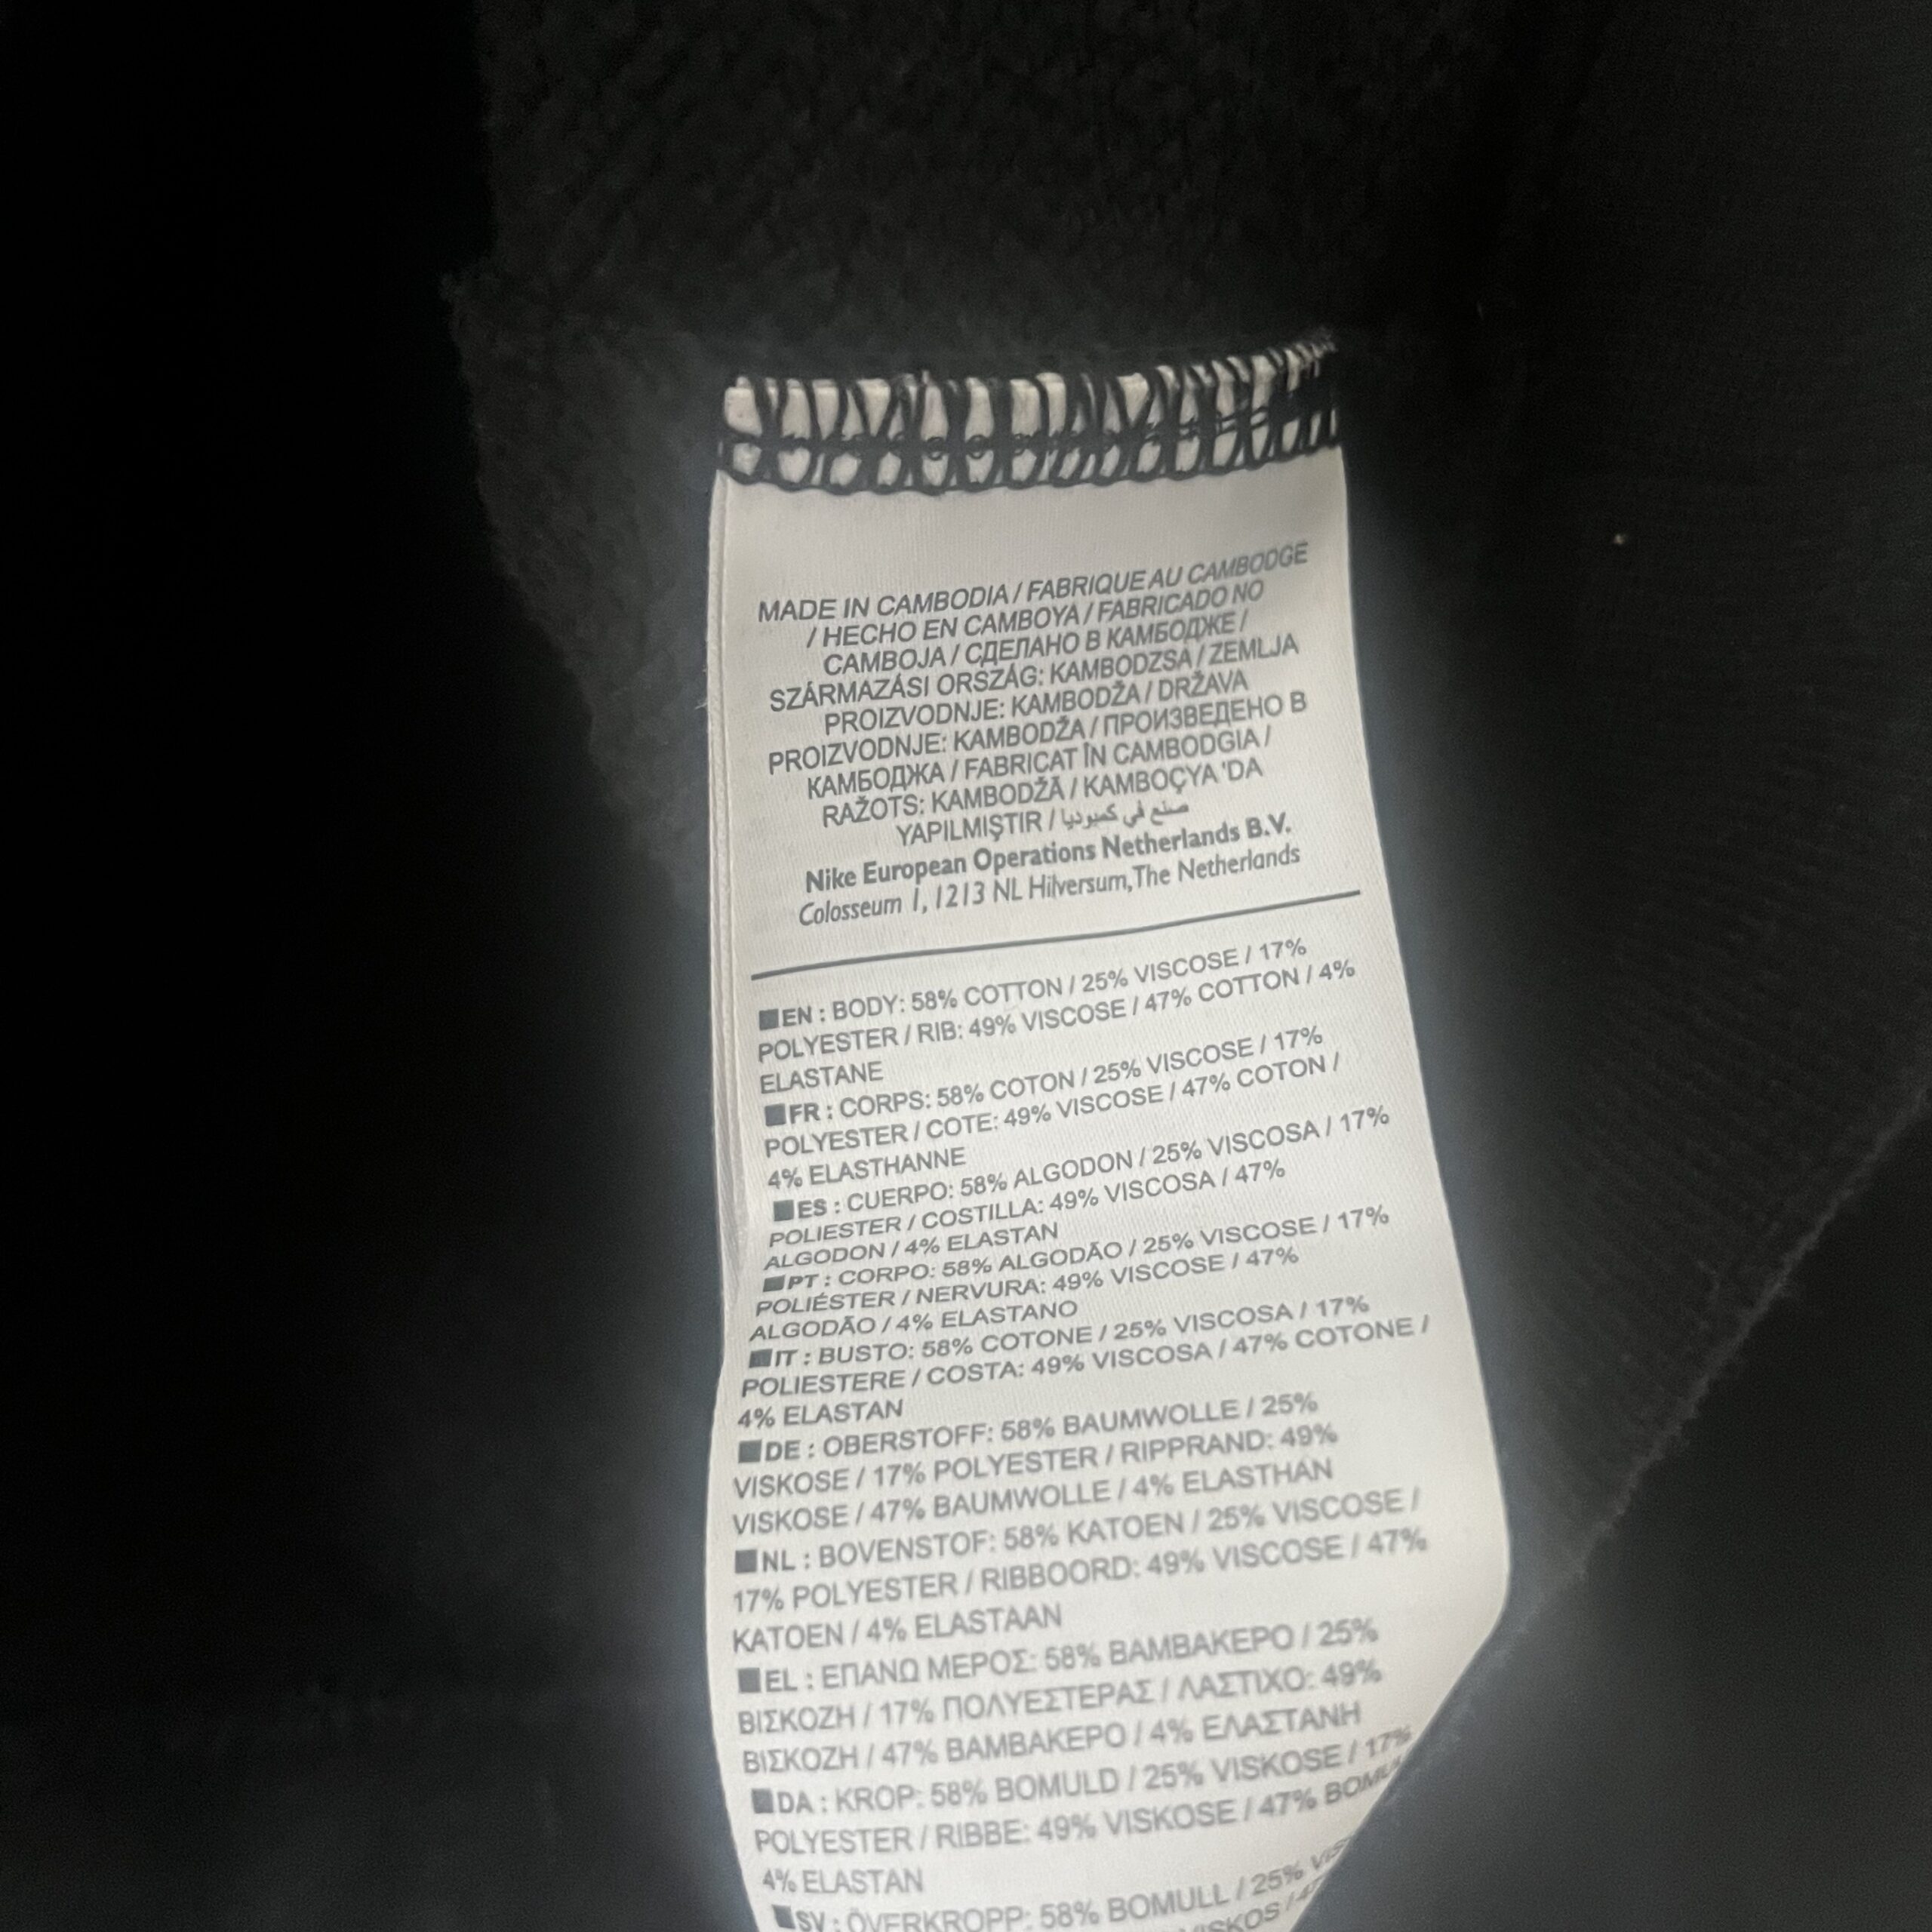 MADE IN CAMBODIA / FABRIQUE AU CAMBODGE
/ HECHO EN CAMBOYA / FABRICADO NO
CAMBOJA / СДЕЛАНО В КАМБОДЖЕ /
SZÁRMAZÁSI ORSZÁG: KAMBODZSA / ZEMLJA
PROIZVODNJE: KAMBODŽA / DRŽAVA
PROIZVODNJE: KAMBODŽA / ПРОИЗВЕДЕНО В
КАМБОДЖА / FABRICAT ÎN CAMBODGIA /
RAŽOTS: KAMBODŽĀ / KAMBOÇYA 'DA
YAPILMIŞTIR / صنع في كمبوديا
Nike European Operations Netherlands B.V.
Colosseum 1, 1213 NL Hilversum, The Netherlands
■EN : BODY: 58% COTTON / 25% VISCOSE / 17%
POLYESTER / RIB: 49% VISCOSE / 47% COTTON / 4%
ELASTANE
■FR : CORPS: 58% COTON / 25% VISCOSE / 17%
POLYESTER / COTE: 49% VISCOSE / 47% COTON /
4% ELASTHANNE
■ES : CUERPO: 58% ALGODON / 25% VISCOSA / 17%
POLIESTER / COSTILLA: 49% VISCOSA / 47%
ALGODON / 4% ELASTAN
■PT : CORPO: 58% ALGODÃO / 25% VISCOSE / 17%
POLIÉSTER / NERVURA: 49% VISCOSE / 47%
ALGODÃO / 4% ELASTANO
■IT : BUSTO: 58% COTONE / 25% VISCOSA / 17%
POLIESTERE / COSTA: 49% VISCOSA / 47% COTONE /
4% ELASTAN
■DE : OBERSTOFF: 58% BAUMWOLLE / 25%
VISKOSE / 17% POLYESTER / RIPPRAND: 49%
VISKOSE / 47% BAUMWOLLE / 4% ELASTHAN
■NL : BOVENSTOF: 58% KATOEN / 25% VISCOSE /
17% POLYESTER / RIBBOORD: 49% VISCOSE / 47%
KATOEN / 4% ELASTAAN
■EL : ΕΠΑΝΩ ΜΕΡΟΣ: 58% ΒΑΜΒΑΚΕΡΟ / 25%
ΒΙΣΚΟΖΗ / 17% ΠΟΛΥΕΣΤΕΡΑΣ / ΛΑΣΤΙΧΟ: 49%
ΒΙΣΚΟΖΗ / 47% ΒΑΜΒΑΚΕΡΟ / 4% ΕΛΑΣΤΑΝΗ
■DA : KROP: 58% BOMULD / 25% VISKOSE / 17%
POLYESTER / RIBBE: 49% VISKOSE / 47%
4% ELASTAN
■SV : ÖVERKROPP: 58% BOMULL / 25%